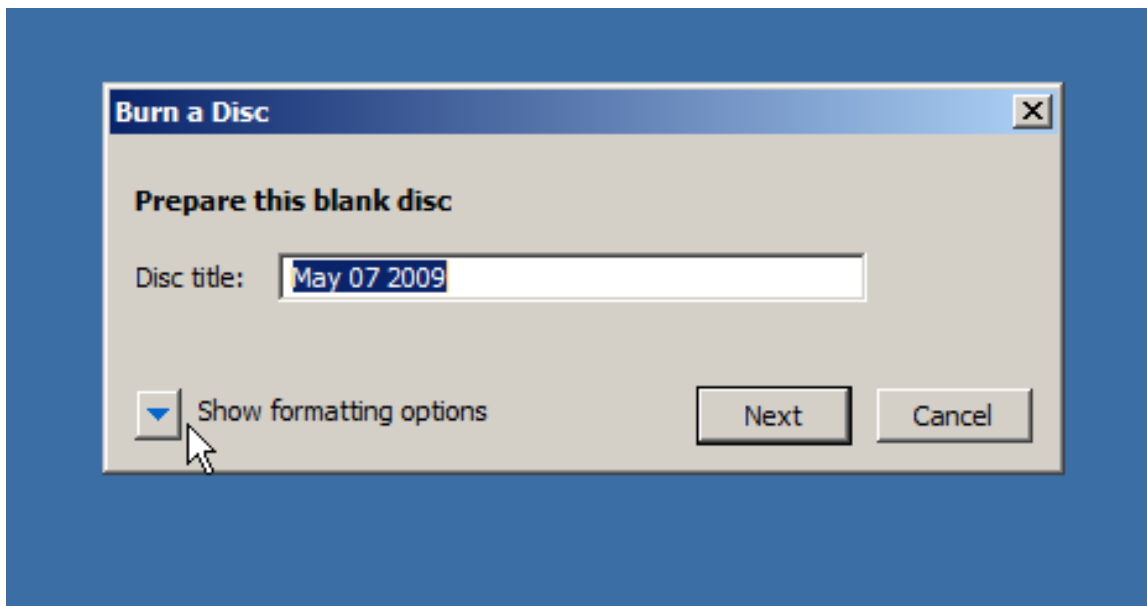 Burn a Disc
Prepare this blank disc
Disc title: May 07 2009
Show formatting options Next Cancel